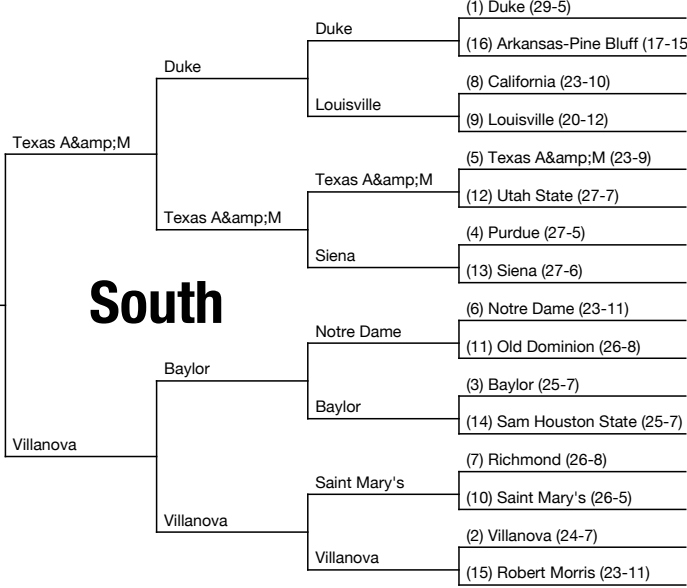 (1) Duke (29-5)
Duke
(16) Arkansas-Pine Bluff (17-15
Duke
(8) California (23-10)
Louisville
(9) Louisville (20-12)
Texas A&amp;M
(5) Texas A&amp;M (23-9)
Texas A&amp;M
(12) Utah State (27-7)
Texas A&amp;M
(4) Purdue (27-5)
Siena
(13) Siena (27-6)
South
(6) Notre Dame (23-11)
Notre Dame
(11) Old Dominion (26-8)
Baylor
(3) Baylor (25-7)
Baylor
(14) Sam Houston State (25-7)
Villanova
(7) Richmond (26-8)
Saint Mary's
(10) Saint Mary's (26-5)
Villanova
(2) Villanova (24-7)
Villanova
(15) Robert Morris (23-11)